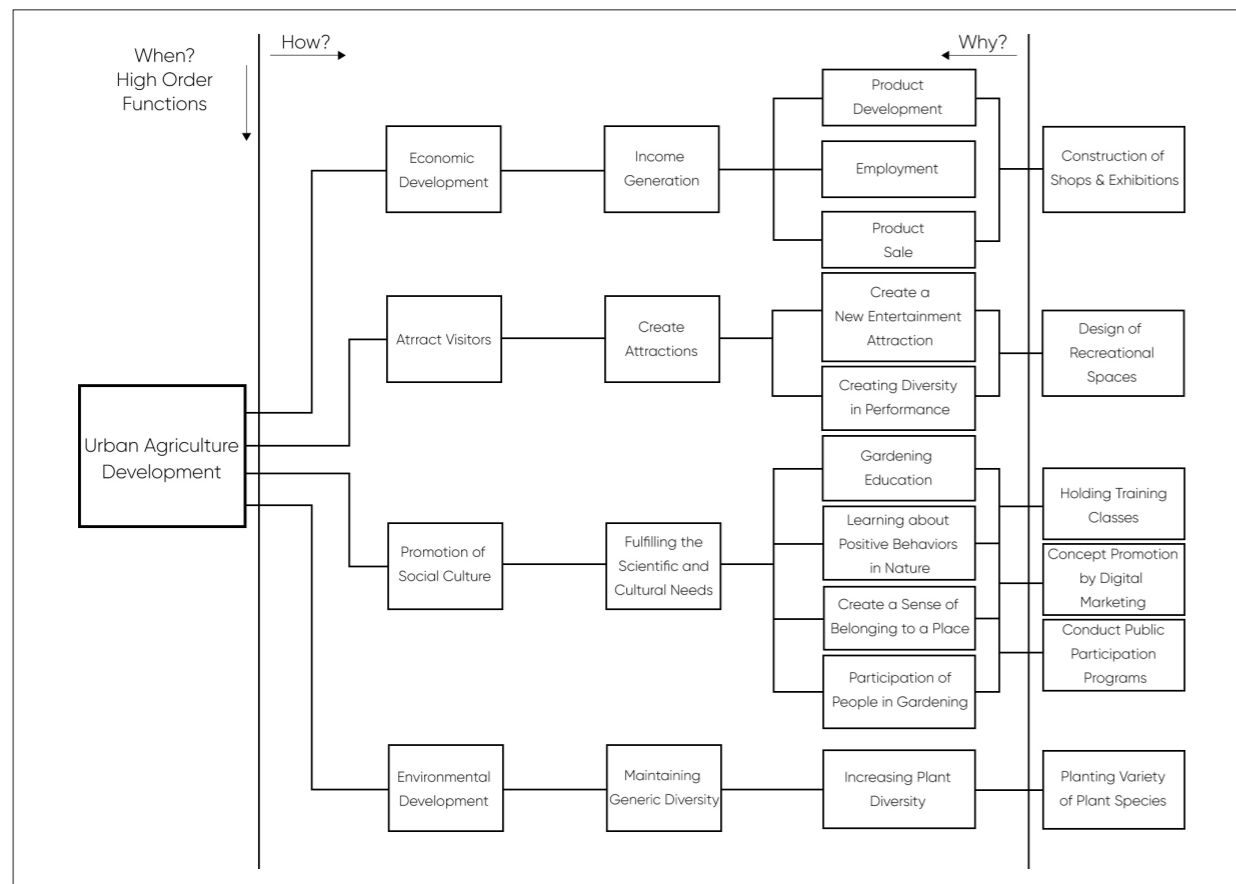 When?
High Order
Functions
How?
Why?
Urban Agriculture
Development
Economic
Development
Income
Generation
Product
Development
Employment
Product
Sale
Construction of
Shops & Exhibitions
Atrract Visitors
Create
Attractions
Create a
New Entertainment
Attraction
Creating Diversity
in Performance
Design of
Recreational
Spaces
Promotion of
Social Culture
Fulfilling the
Scientific and
Cultural Needs
Gardening
Education
Learning about
Positive Behaviors
in Nature
Create a Sense of
Belonging to a Place
Participation of
People in Gardening
Holding Training
Classes
Concept Promotion
by Digital
Marketing
Conduct Public
Participation
Programs
Environmental
Development
Maintaining
Generic Diversity
Increasing Plant
Diversity
Planting Variety
of Plant Species